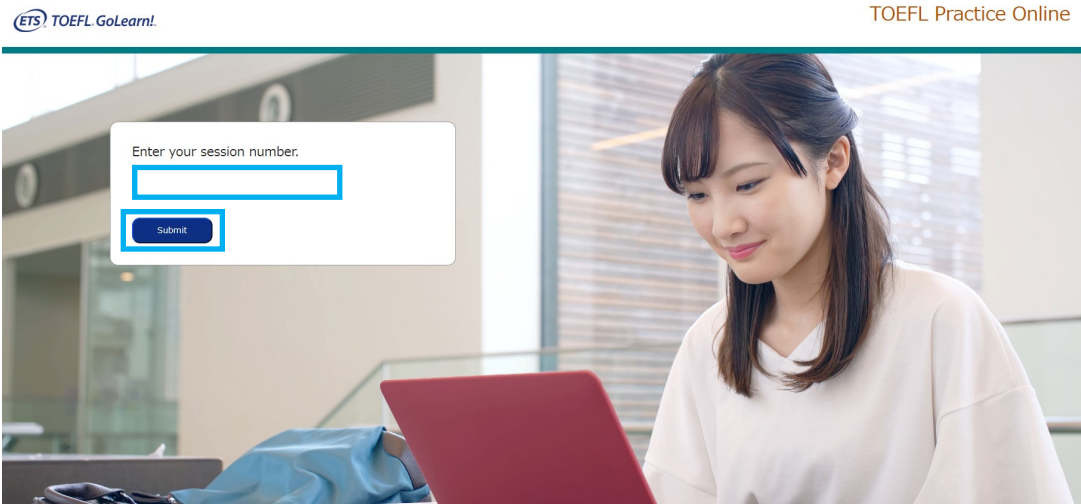 ETS TOEFL GoLearn!
TOEFL Practice Online
Enter your session number.
Submit